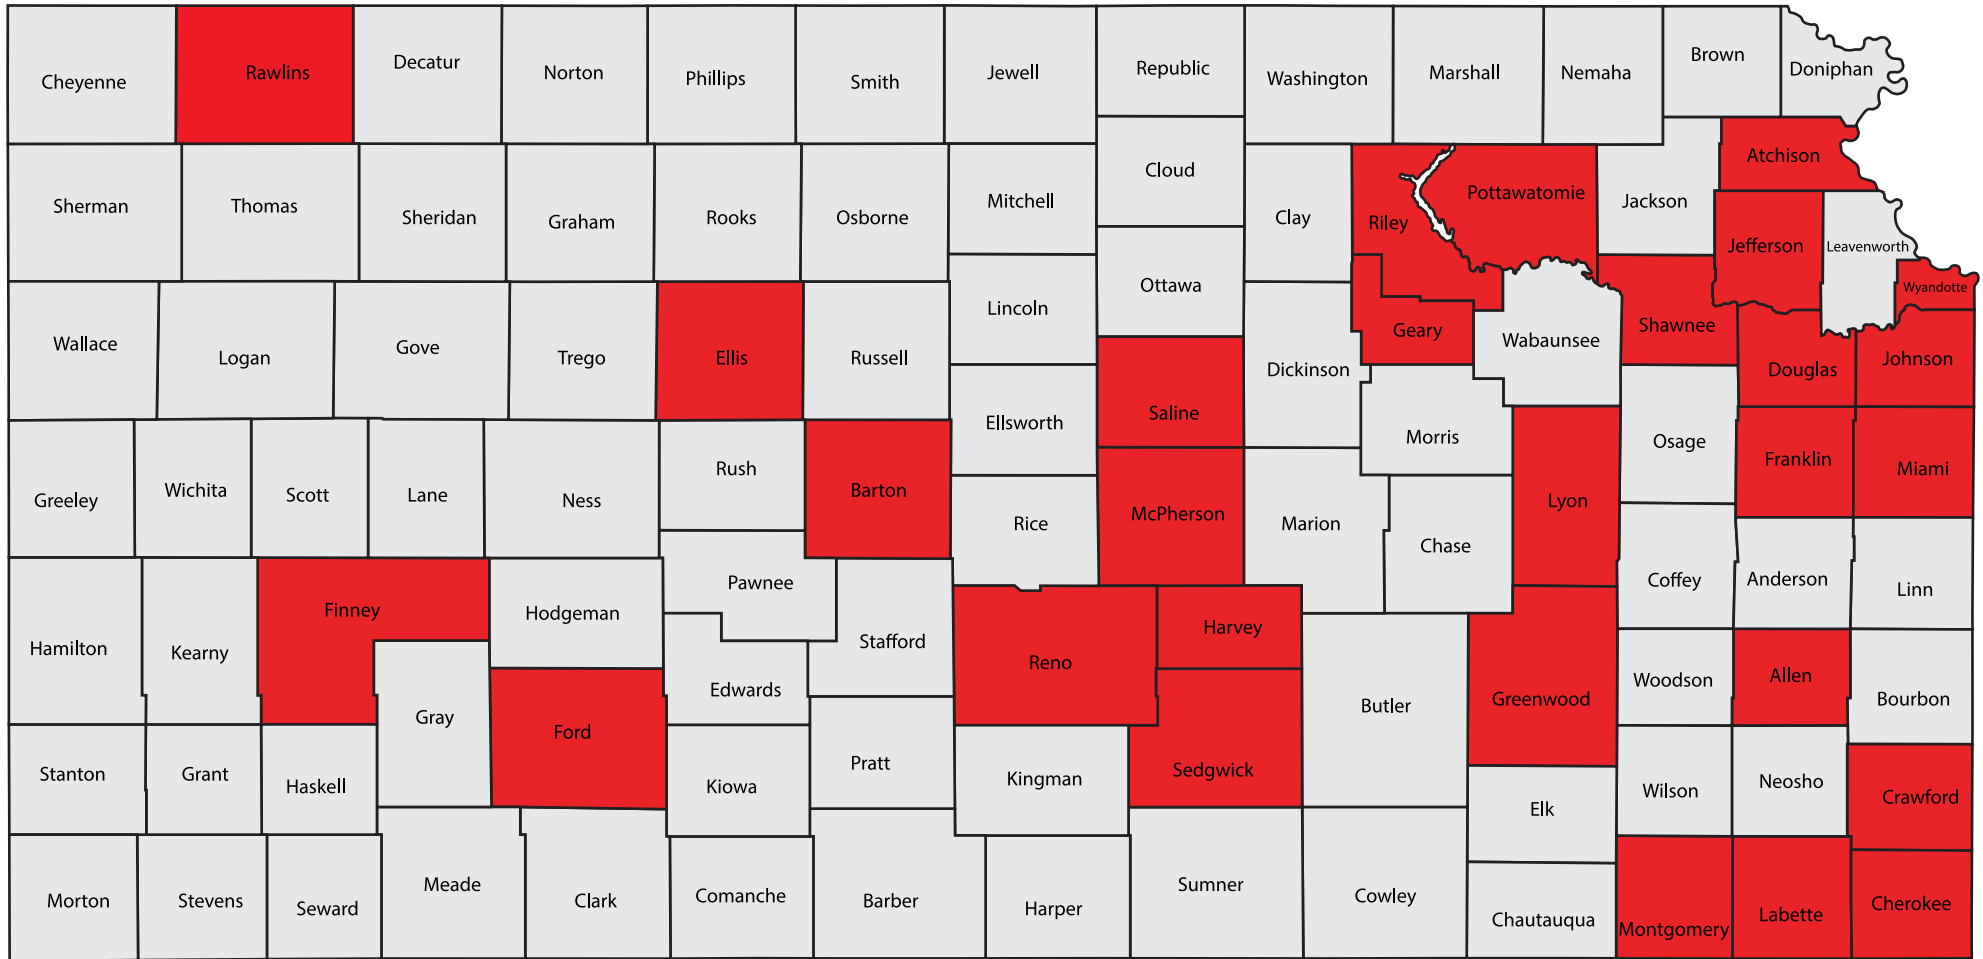 Cheyenne
Rawlins
Decatur
Norton
Phillips
Smith
Jewell
Republic
Washington
Marshall
Nemaha
Brown
Doniphan
Sherman
Thomas
Sheridan
Graham
Rooks
Osborne
Mitchell
Cloud
Clay
Riley
Pottawatomie
Jackson
Atchison
Jefferson
Leavenworth
Wyandotte
Wallace
Logan
Gove
Trego
Ellis
Russell
Lincoln
Ottawa
Dickinson
Geary
Wabaunsee
Shawnee
Douglas
Johnson
Greeley
Wichita
Scott
Lane
Ness
Rush
Barton
Ellsworth
Saline
Morris
Lyon
Osage
Franklin
Miami
Rice
McPherson
Marion
Chase
Coffey
Anderson
Linn
Hamilton
Kearny
Finney
Hodgeman
Pawnee
Stafford
Reno
Harvey
Butler
Greenwood
Woodson
Allen
Bourbon
Gray
Ford
Edwards
Stanton
Grant
Haskell
Kiowa
Pratt
Kingman
Sedgwick
Elk
Wilson
Neosho
Crawford
Morton
Stevens
Seward
Meade
Clark
Comanche
Barber
Harper
Sumner
Cowley
Chautauqua
Montgomery
Labette
Cherokee